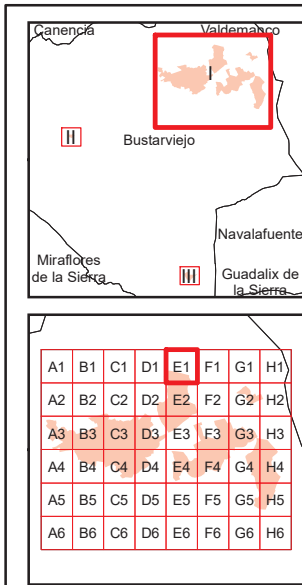 Canencia Valdemanco
I
II
Bustarviejo
Navalafuente
Miraflores
de la Sierra
III
Guadalix de
la Sierra
A1 B1 C1 D1 E1 F1 G1 H1
A2 B2 C2 D2 E2 F2 G2 H2
A3 B3 C3 D3 E3 F3 G3 H3
A4 B4 C4 D4 E4 F4 G4 H4
A5 B5 C5 D5 E5 F5 G5 H5
A6 B6 C6 D6 E6 F6 G6 H6